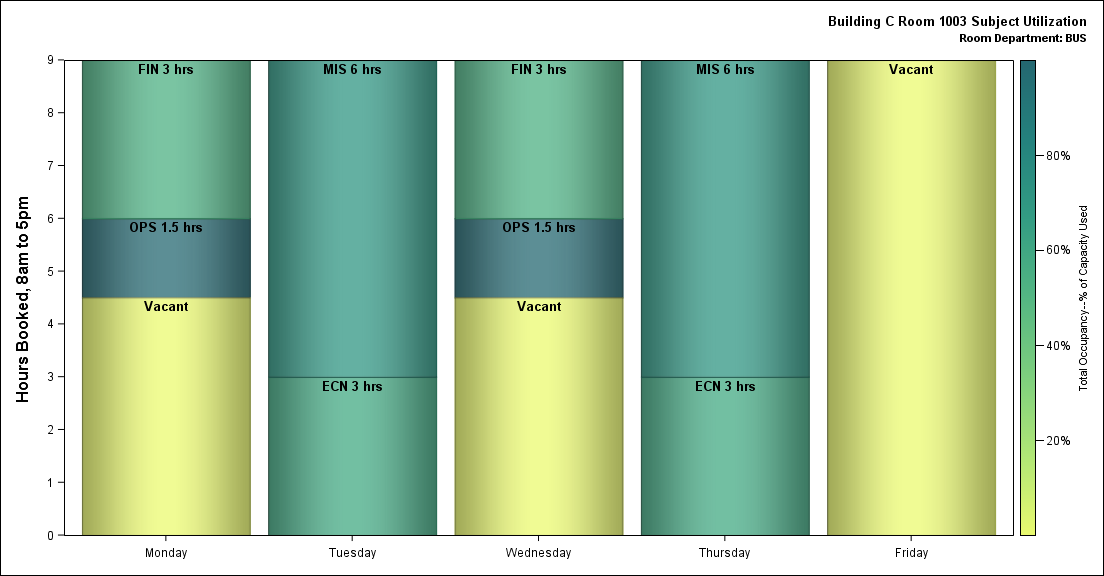 Building C Room 1003 Subject Utilization
Room Department: BUS
Hours Booked, 8am to 5pm
9
8
7
6
5
4
3
2
1
0
FIN 3 hrs
OPS 1.5 hrs
Vacant
MIS 6 hrs
ECN 3 hrs
FIN 3 hrs
OPS 1.5 hrs
Vacant
MIS 6 hrs
ECN 3 hrs
Vacant
Monday
Tuesday
Wednesday
Thursday
Friday
80%
60%
40%
20%
Total Occupancy--% of Capacity Used